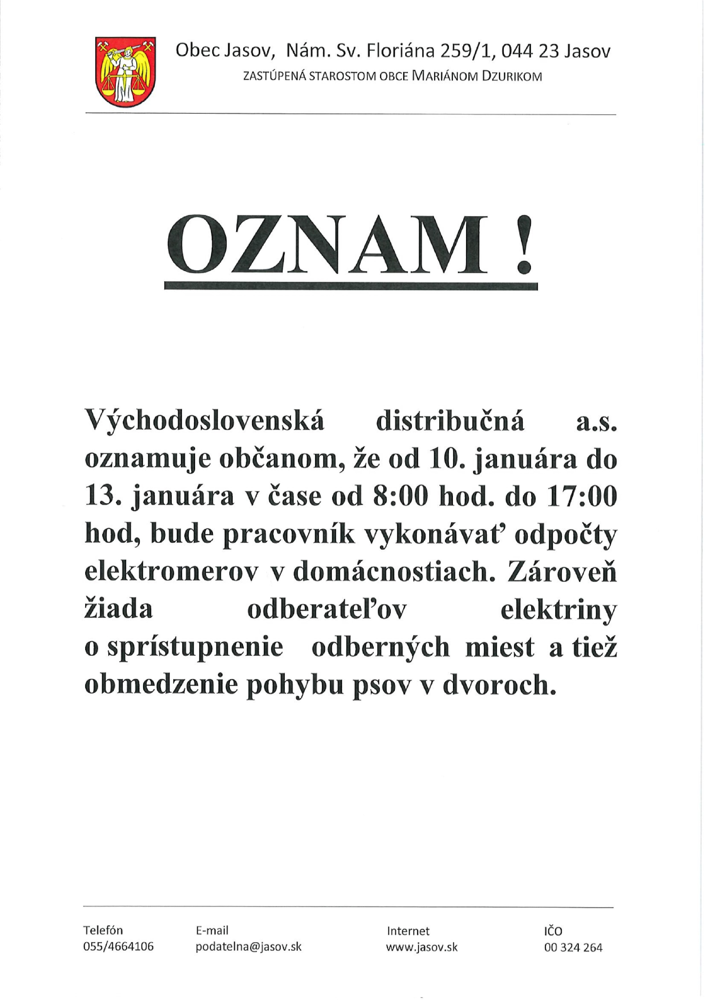 Obec Jasov, Nám. Sv. Floriána 259/1, 044 23 Jasov
ZASTÚPENÁ STAROSTOM OBCE MARIÁNOM DZURIKOM
OZNAM !
Východoslovenská distribučná a.s.
oznamuje občanom, že od 10. januára do
13. januára v čase od 8:00 hod. do 17:00
hod, bude pracovník vykonávať odpočty
elektromerov v domácnostiach. Zároveň
žiada odberateľov elektriny
o sprístupnenie odberných miest a tiež
obmedzenie pohybu psov v dvoroch.
Telefón E-mail Internet IČO
055/4664106 podatelna@jasov.sk www.jasov.sk 00 324 264